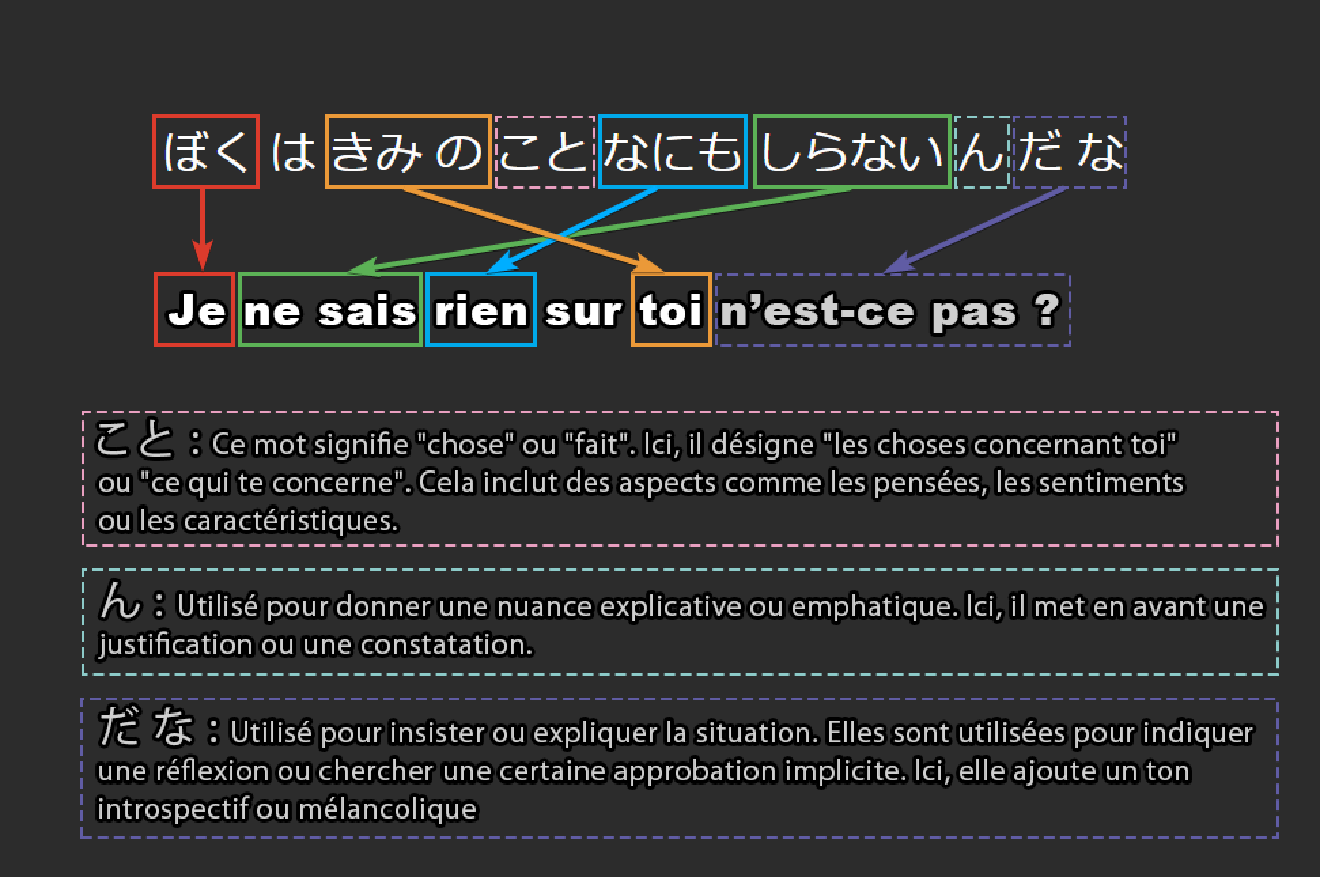 ぼく は きみ の こと なにも しらない ん だ な
Je ne sais rien sur toi n’est-ce pas ?
こと : Ce mot signifie "chose" ou "fait". Ici, il désigne "les choses concernant toi"
ou "ce qui te concerne". Cela inclut des aspects comme les pensées, les sentiments
ou les caractéristiques.
ん : Utilisé pour donner une nuance explicative ou emphatique. Ici, il met en avant une
justification ou une constatation.
だ な : Utilisé pour insister ou expliquer la situation. Elles sont utilisées pour indiquer
une réflexion ou chercher une certaine approbation implicite. Ici, elle ajoute un ton
introspectif ou mélancolique